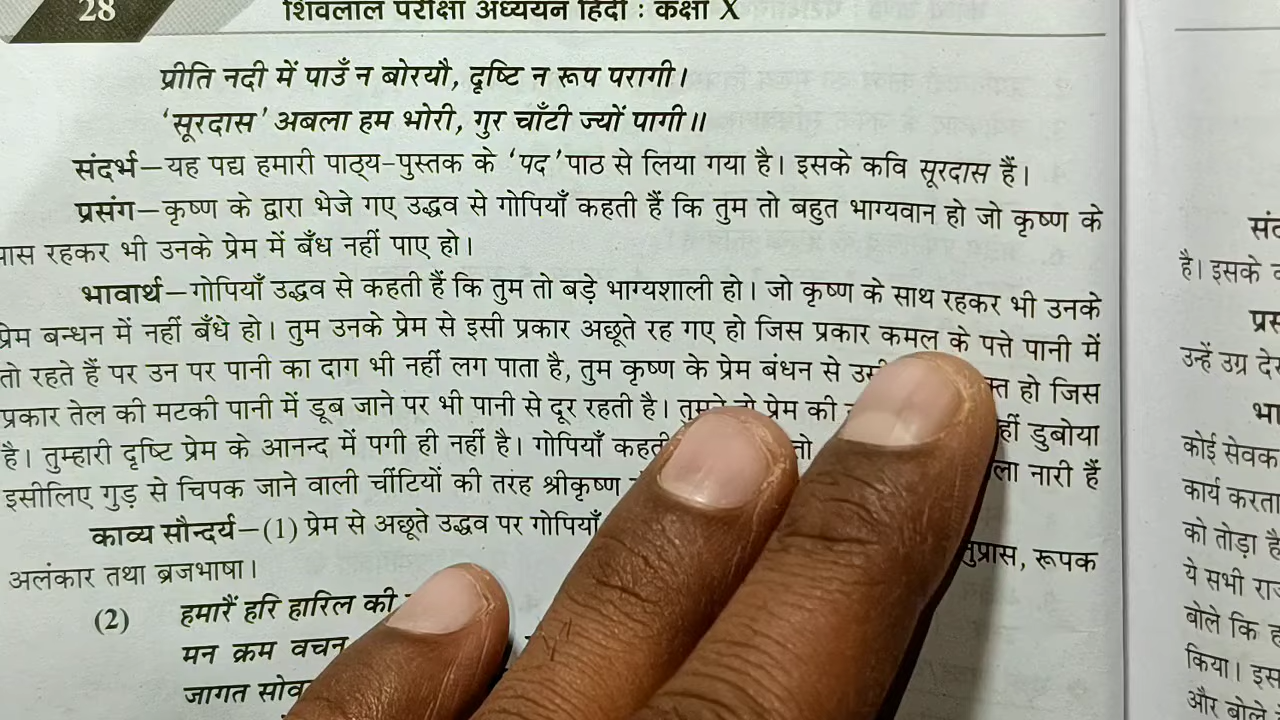 28
शिवलाल परीक्षा अध्ययन हिंदी : कक्षा X
प्रीति नदी में पाउँ न बोरयौ, दृष्टि न रूप परागी।
'सूरदास' अबला हम भोरी, गुर चाँटी ज्यों पागी॥
संदर्भ–यह पद्य हमारी पाठ्य-पुस्तक के 'पद' पाठ से लिया गया है। इसके कवि सूरदास हैं।
प्रसंग–कृष्ण के द्वारा भेजे गए उद्धव से गोपियाँ कहती हैं कि तुम तो बहुत भाग्यवान हो जो कृष्ण के
पास रहकर भी उनके प्रेम में बँध नहीं पाए हो।
भावार्थ–गोपियाँ उद्धव से कहती हैं कि तुम तो बड़े भाग्यशाली हो। जो कृष्ण के साथ रहकर भी उनके
प्रेम बन्धन में नहीं बँधे हो। तुम उनके प्रेम से इसी प्रकार अछूते रह गए हो जिस प्रकार कमल के पत्ते पानी में
तो रहते हैं पर उन पर पानी का दाग भी नहीं लग पाता है, तुम कृष्ण के प्रेम बंधन से हो जिस
प्रकार तेल की मटकी पानी में डूब जाने पर भी पानी से दूर रहती है। तुमने तो प्रेम की डुबोया
है। तुम्हारी दृष्टि प्रेम के आनन्द में पगी ही नहीं है। गोपियाँ तो नारी हैं
इसीलिए गुड़ से चिपक जाने वाली चींटियों की तरह श्रीकृष्ण
काव्य सौन्दर्य–(1) प्रेम से अछूते उद्धव पर गोपियाँ रूपक
अलंकार तथा ब्रजभाषा।
(2) हमारैं हरि हारिल की
मन क्रम वचन
जागत
है। इसके
उन्हें उग्र
कोई सेवक
कार्य करता
को तोड़ा है
ये सभी
बोले कि
किया।
और बोले